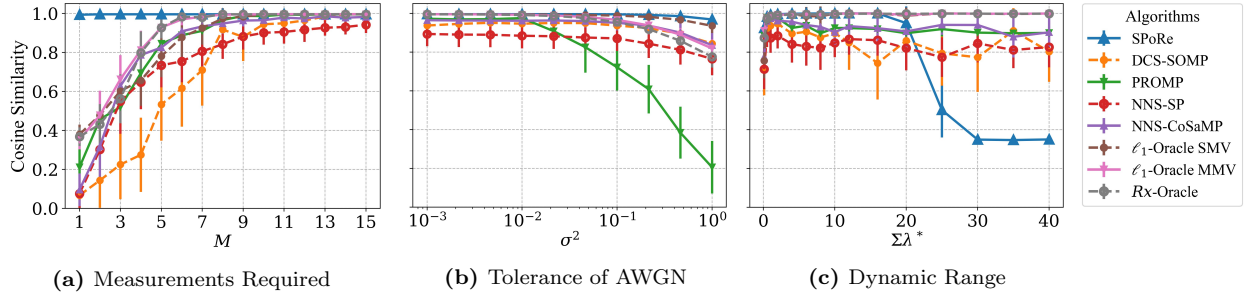 Cosine Similarity
1.0
0.8
0.6
0.4
0.2
0.0
1 3 5 7 9 11 13 15
M
(a) Measurements Required
10⁻³ 10⁻² 10⁻¹ 10⁰
σ²
(b) Tolerance of AWGN
0 10 20 30 40
Σλ*
(c) Dynamic Range
Algorithms
SPoRe
DCS-SOMP
PROMP
NNS-SP
NNS-CoSaMP
ℓ₁-Oracle SMV
ℓ₁-Oracle MMV
Rx-Oracle